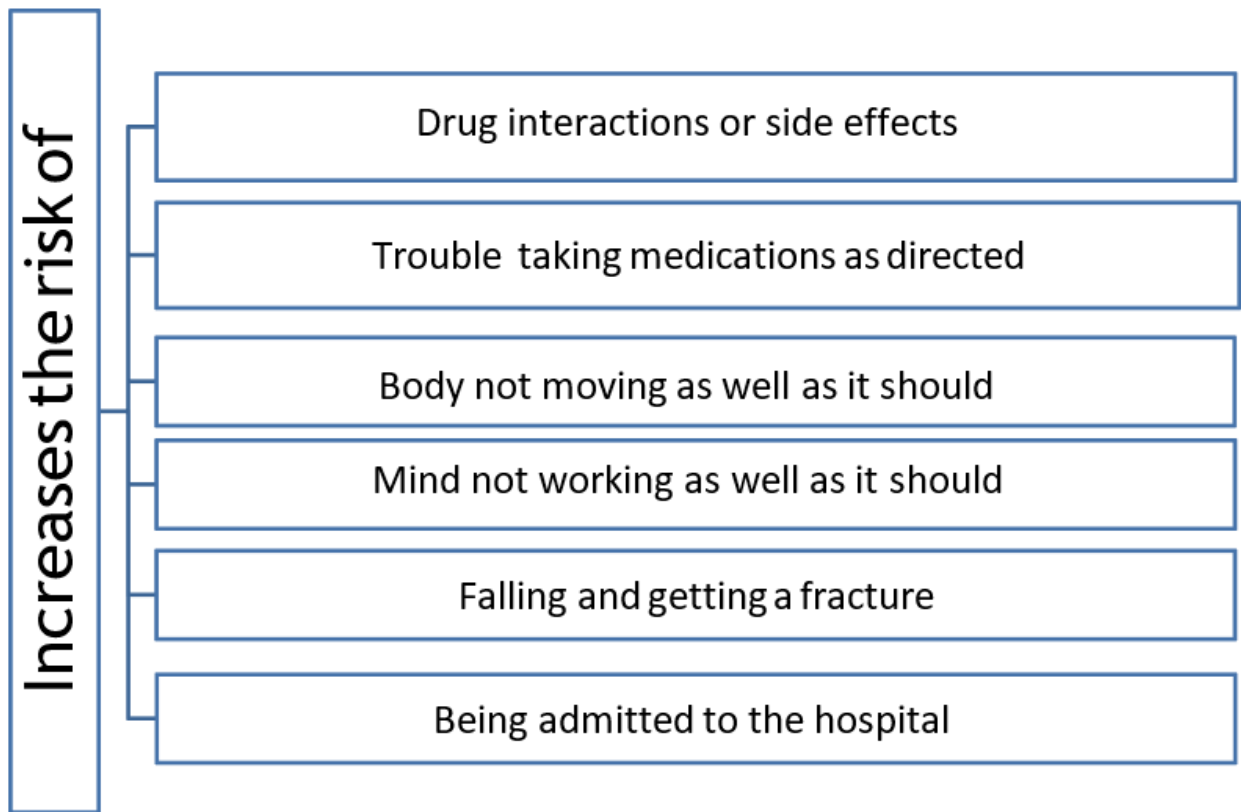 Increases the risk of
Drug interactions or side effects
Trouble taking medications as directed
Body not moving as well as it should
Mind not working as well as it should
Falling and getting a fracture
Being admitted to the hospital